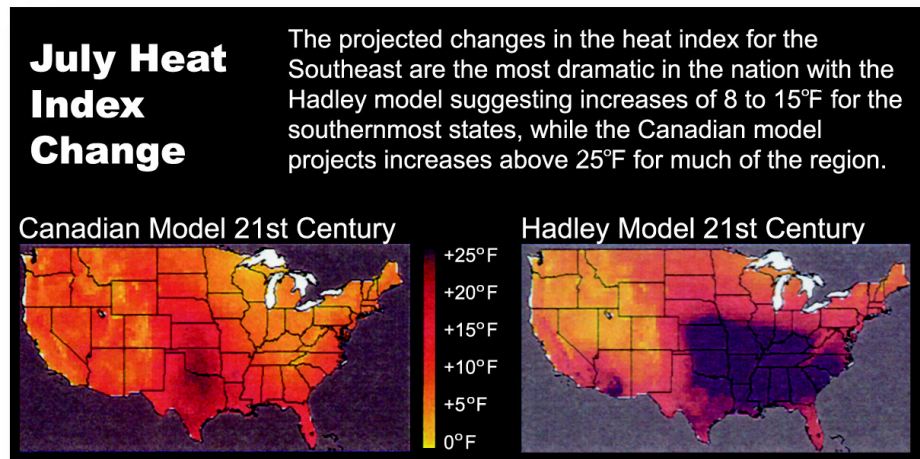 July Heat
Index
Change
The projected changes in the heat index for the
Southeast are the most dramatic in the nation with the
Hadley model suggesting increases of 8 to 15°F for the
southernmost states, while the Canadian model
projects increases above 25°F for much of the region.
Canadian Model 21st Century
Hadley Model 21st Century
+25°F
+20°F
+15°F
+10°F
+5°F
0°F